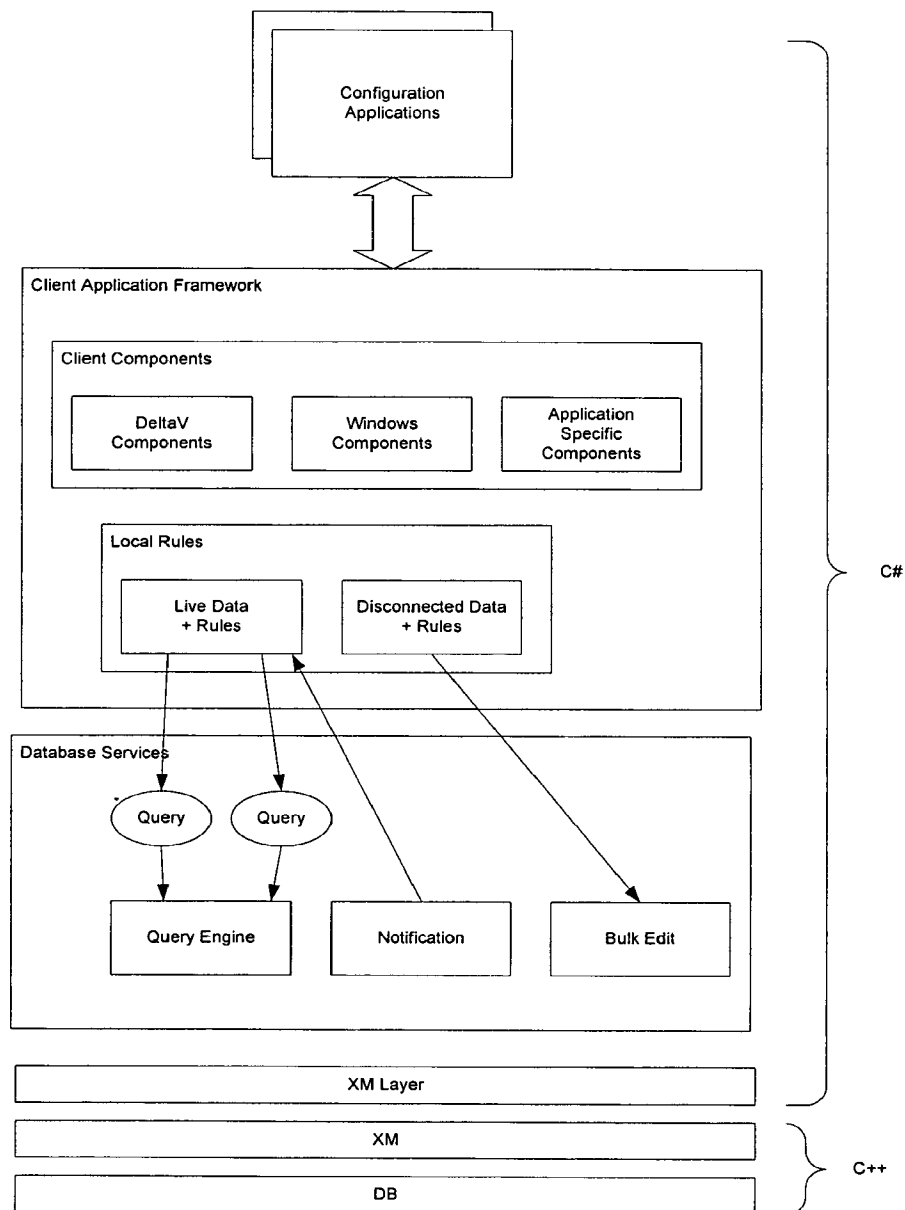 Configuration
Applications
Client Application Framework
Client Components
DeltaV
Components
Windows
Components
Application
Specific
Components
Local Rules
Live Data
+ Rules
Disconnected Data
+ Rules
C#
Database Services
Query
Query
Query Engine
Notification
Bulk Edit
XM Layer
XM
C++
DB